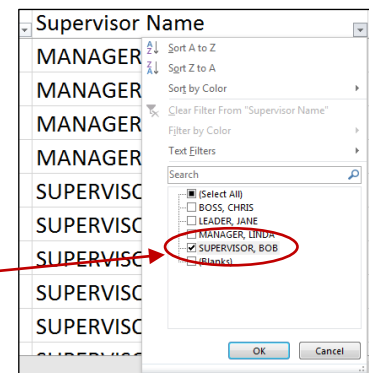 Supervisor Name
MANAGER
MANAGER
MANAGER
MANAGER
SUPERVISO
SUPERVISO
SUPERVISO
SUPERVISO
SUPERVISO
SUPERVISO
Sort A to Z
Sort Z to A
Sort by Color
Clear Filter From "Supervisor Name"
Filter by Color
Text Filters
Search
(Select All)
BOSS, CHRIS
LEADER, JANE
MANAGER, LINDA
SUPERVISOR, BOB
(Blanks)
OK Cancel